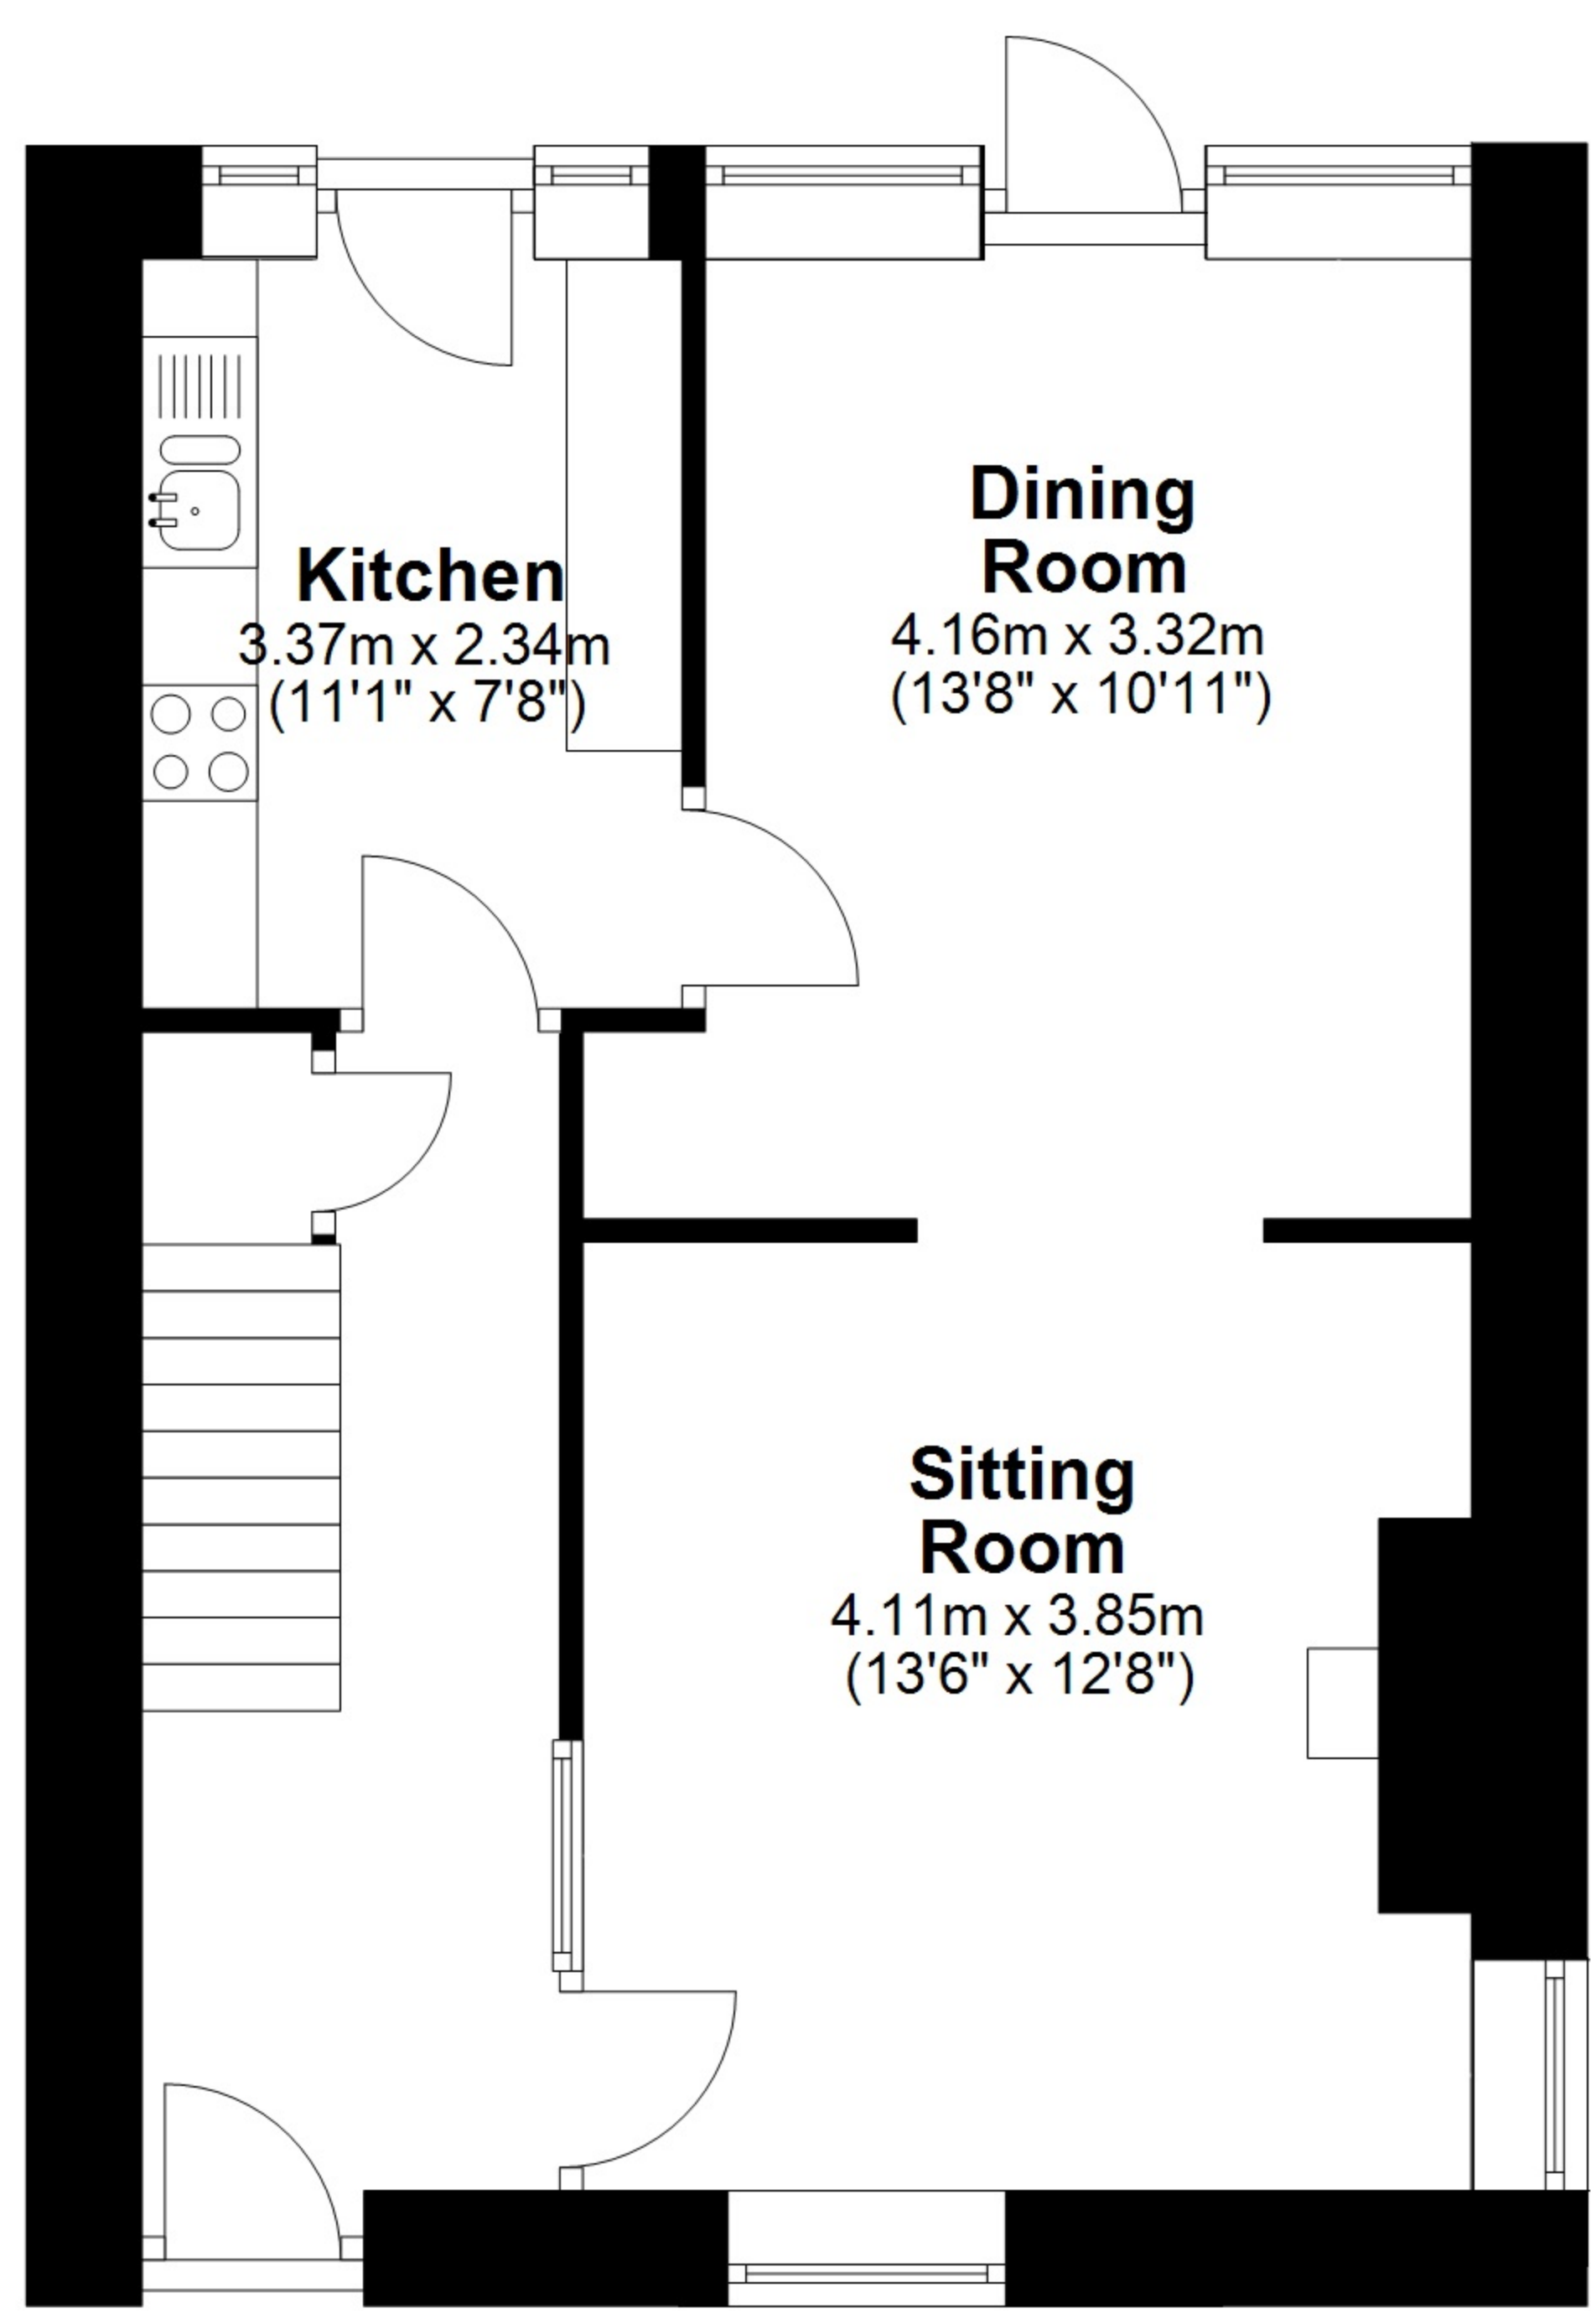 Kitchen
3.37m x 2.34m
(11'1" x 7'8")
Dining
Room
4.16m x 3.32m
(13'8" x 10'11")
Sitting
Room
4.11m x 3.85m
(13'6" x 12'8")